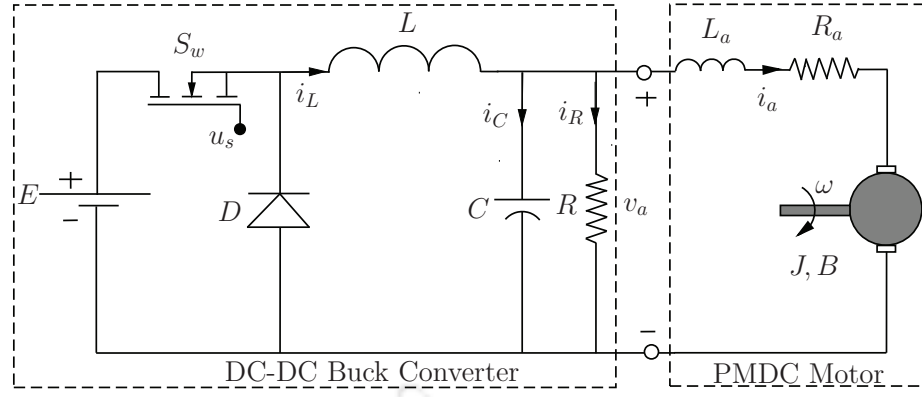 L
S_w
L_a
R_a
i_L
i_C
i_R
i_a
+
u_s
+
E
−
D
C
R
v_a
ω
J, B
−
DC-DC Buck Converter
PMDC Motor